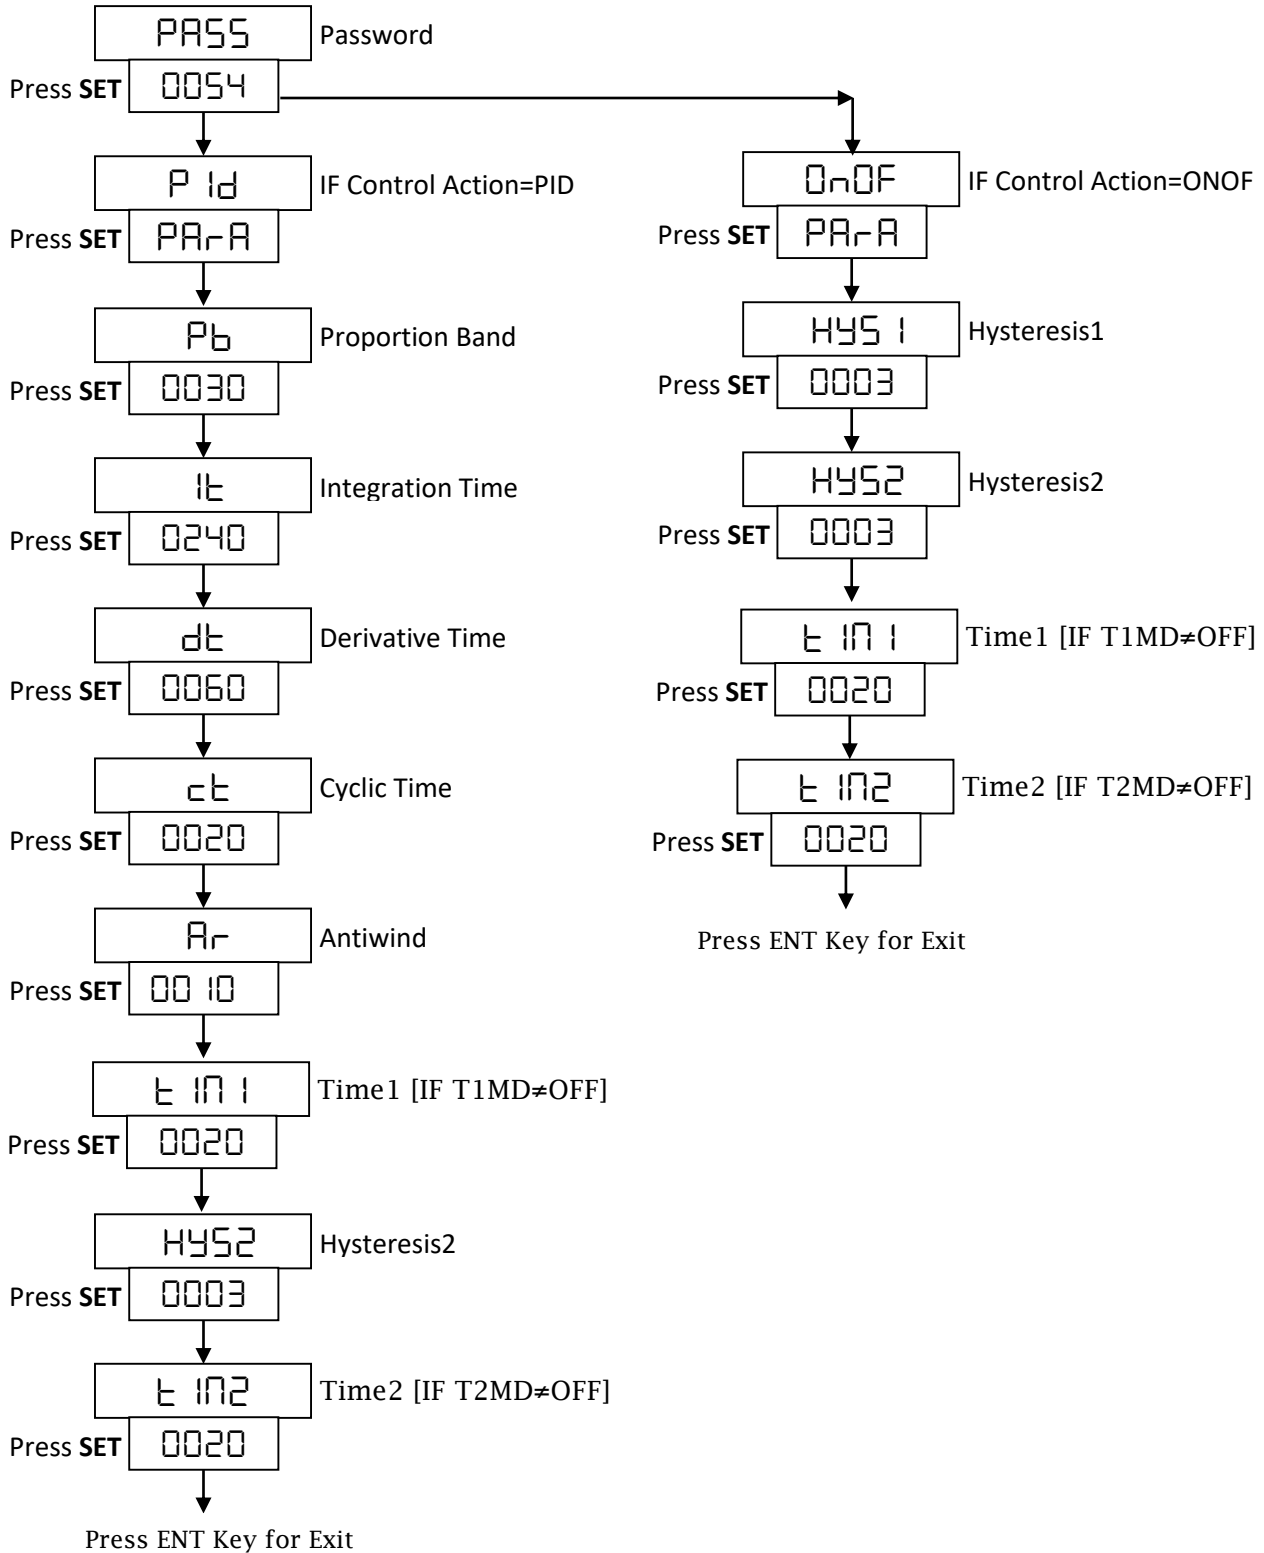 PASS
Password
Press SET
0054
P Id
IF Control Action=PID
Press SET
PArA
Pb
Proportion Band
Press SET
0030
It
Integration Time
Press SET
0240
dt
Derivative Time
Press SET
0060
ct
Cyclic Time
Press SET
0020
Ar
Antiwind
Press SET
0010
t IM 1
Time1 [IF T1MD≠OFF]
Press SET
0020
HYS2
Hysteresis2
Press SET
0003
t IM2
Time2 [IF T2MD≠OFF]
Press SET
0020
Press ENT Key for Exit
OnOF
IF Control Action=ONOF
Press SET
PArA
HYS 1
Hysteresis1
Press SET
0003
HYS2
Hysteresis2
Press SET
0003
t IM 1
Time1 [IF T1MD≠OFF]
Press SET
0020
t IM2
Time2 [IF T2MD≠OFF]
Press SET
0020
Press ENT Key for Exit